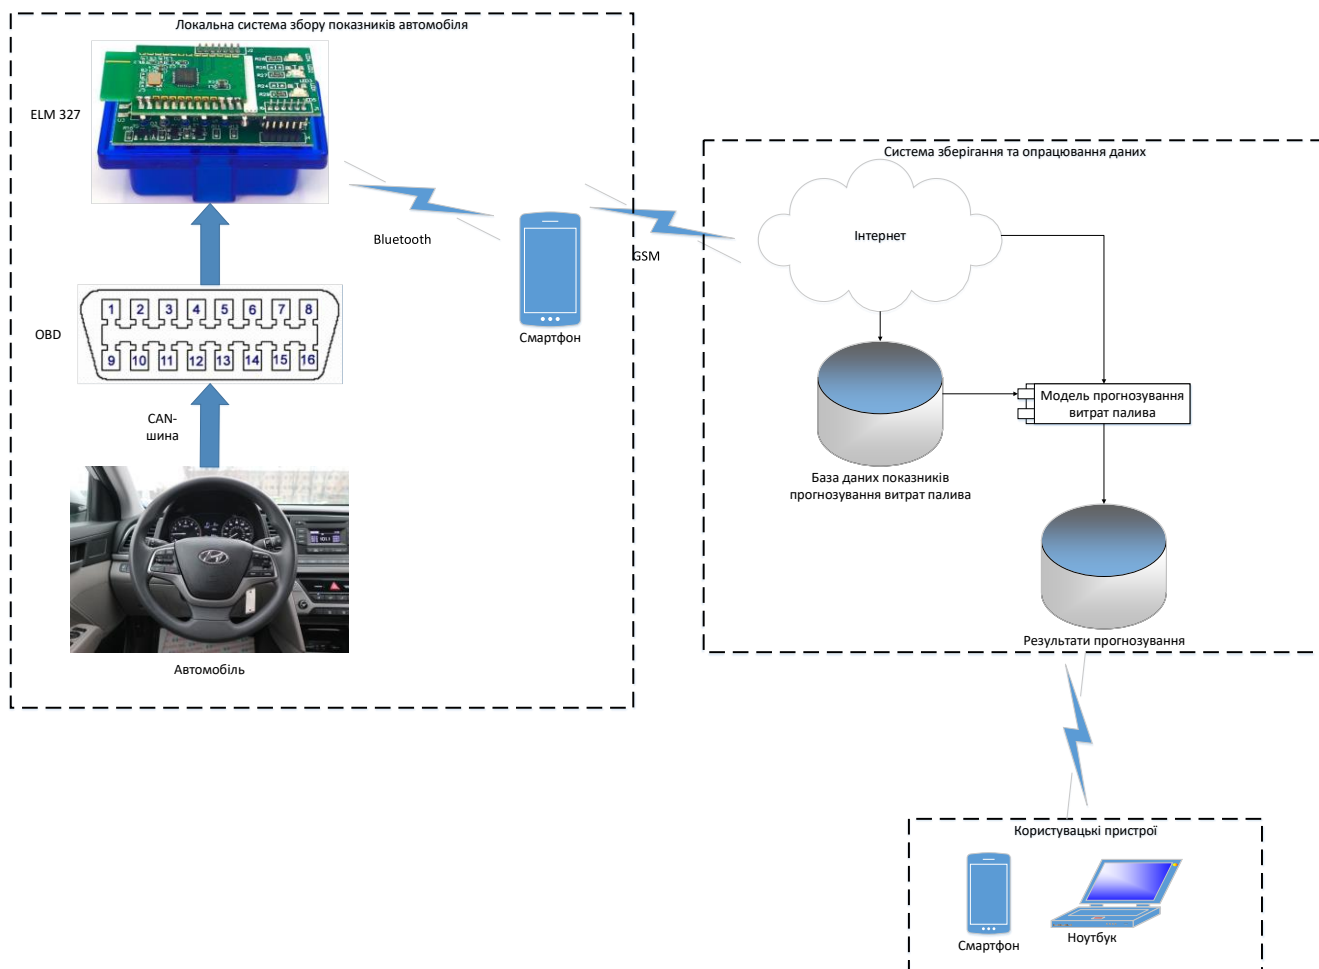 Локальна система збору показників автомобіля
ELM 327
Bluetooth
GSM
Смартфон
OBD
1 2 3 4 5 6 7 8
9 10 11 12 13 14 15 16
CAN-
шина
Автомобіль
Система зберігання та опрацювання даних
Інтернет
Модель прогнозування
витрат палива
База даних показників
прогнозування витрат палива
Результати прогнозування
Користувацькі пристрої
Смартфон
Ноутбук